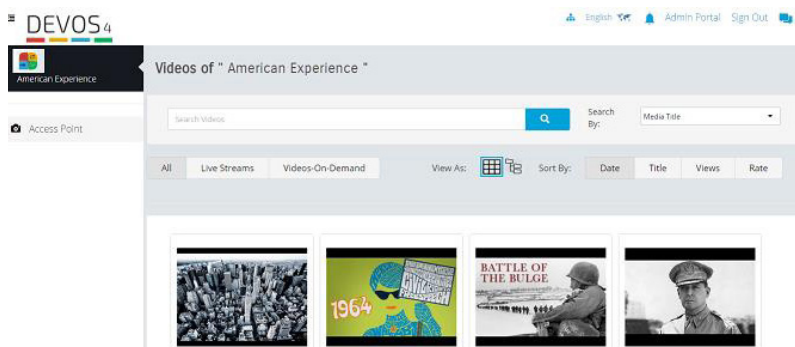 DEVOS4
English
Admin Portal
Sign Out
American Experience
Access Point
Videos of " American Experience "
Search Videos
Search By:
Media Title
All
Live Streams
Videos-On-Demand
View As:
Sort By:
Date
Title
Views
Rate
1964
CIVIL
BATTLE OF
THE BULGE